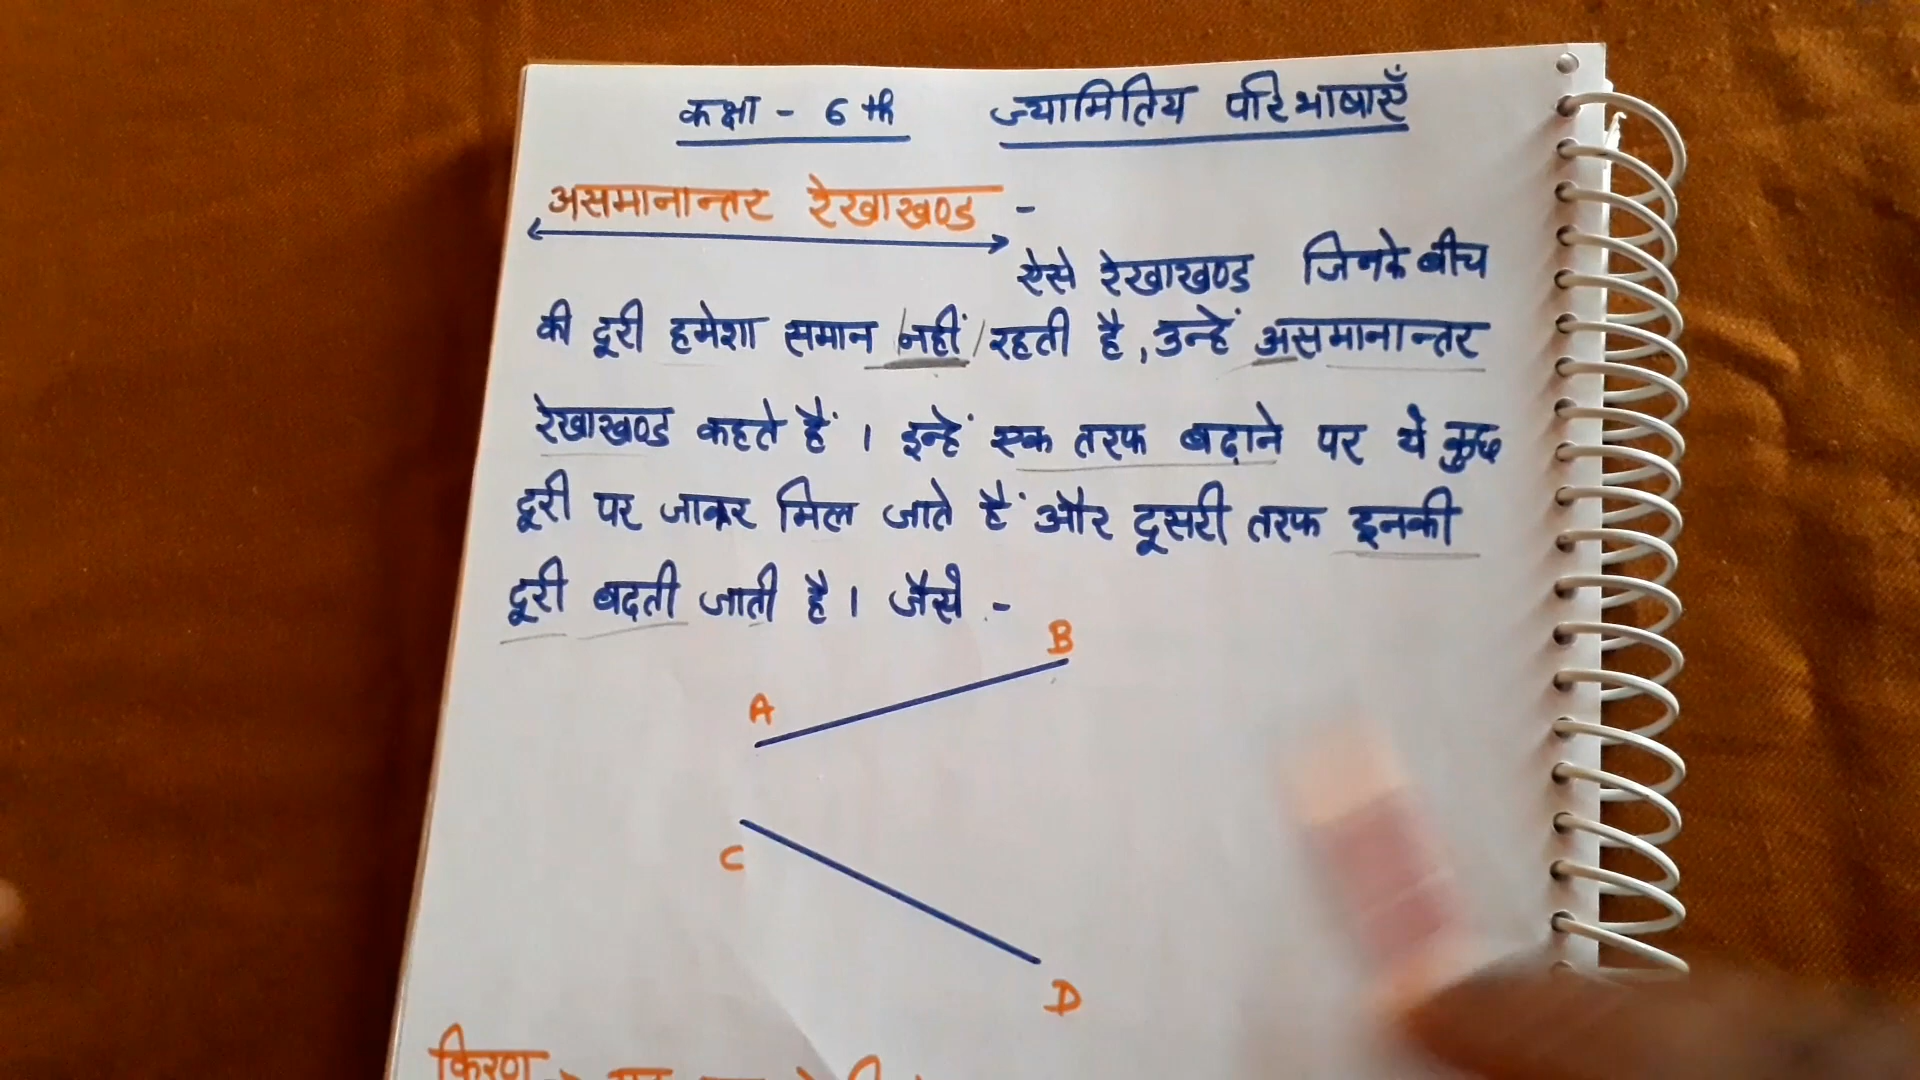 कक्षा - 6 th ज्यामितिय परिभाषाएँ
असमानान्तर रेखाखण्ड -
ऐसे रेखाखण्ड जिनके बीच
की दूरी हमेशा समान नहीं रहती है, उन्हें असमानान्तर
रेखाखण्ड कहते हैं । इन्हें एक तरफ बढ़ाने पर ये कुछ
दूरी पर जाकर मिल जाते हैं और दूसरी तरफ इनकी
दूरी बढ़ती जाती है । जैसे -
B
A
C
D
किरण